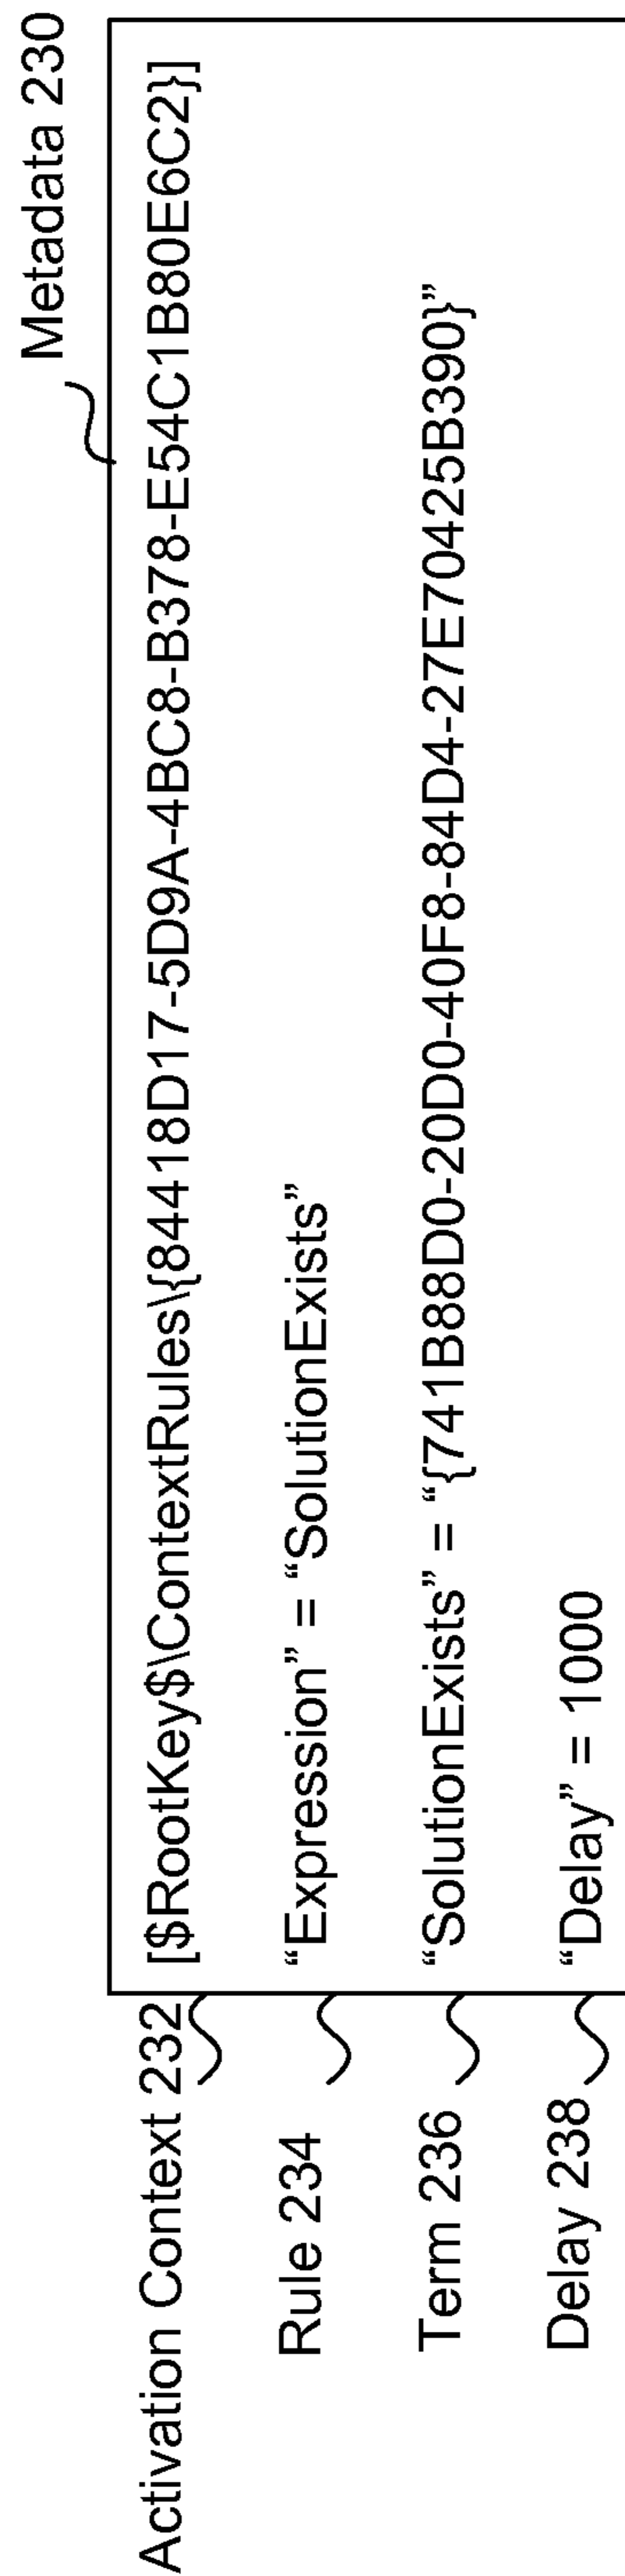 Metadata 230
Activation Context 232
[$RootKey$\ContextRules\{84418D17-5D9A-4BC8-B378-E54C1B80E6C2}]
Rule 234
“Expression” = “SolutionExists”
Term 236
“SolutionExists” = “{741B88D0-20D0-40F8-84D4-27E70425B390}”
Delay 238
“Delay” = 1000